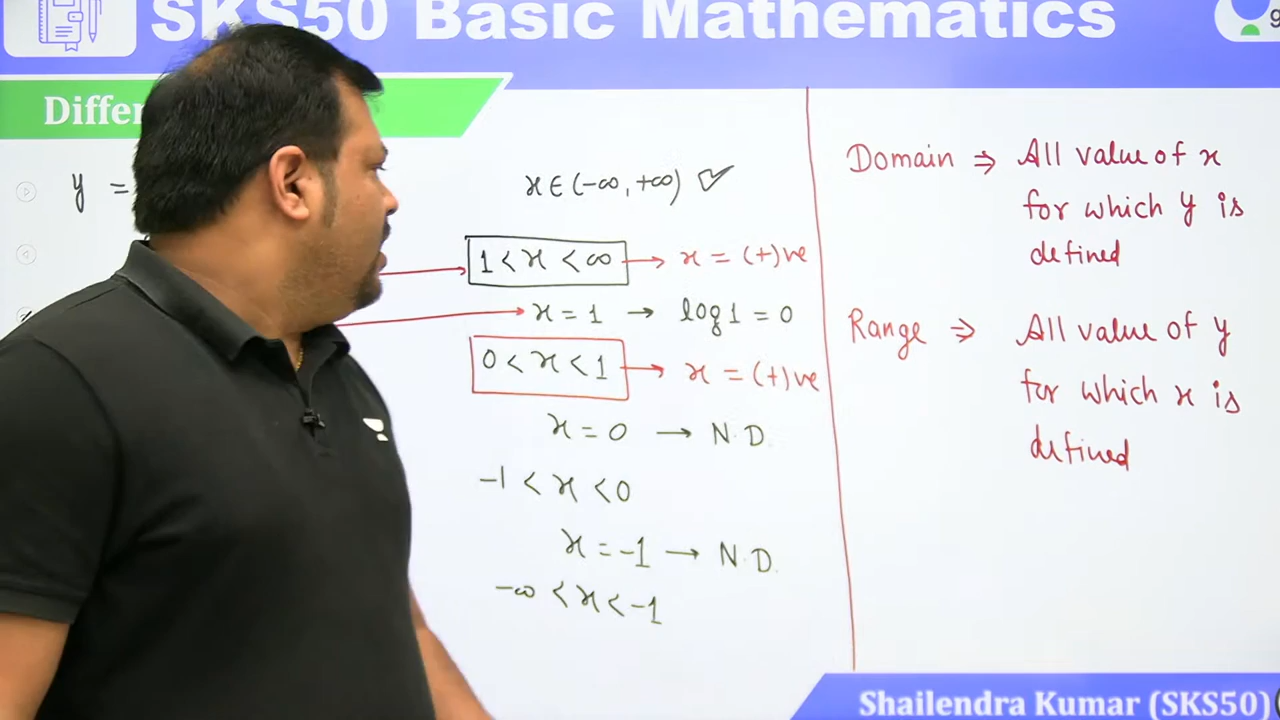 SKS50 Basic Mathematics
Differ
y =
x ∈ (-∞, +∞)
1 < x < ∞ → x = (+)ve
x = 1 → log 1 = 0
0 < x < 1 → x = (+)ve
x = 0 → N.D.
-1 < x < 0
x = -1 → N.D.
-∞ < x < -1
Domain ⇒ All value of x
for which y is
defined
Range ⇒ All value of y
for which x is
defined
Shailendra Kumar (SKS50)